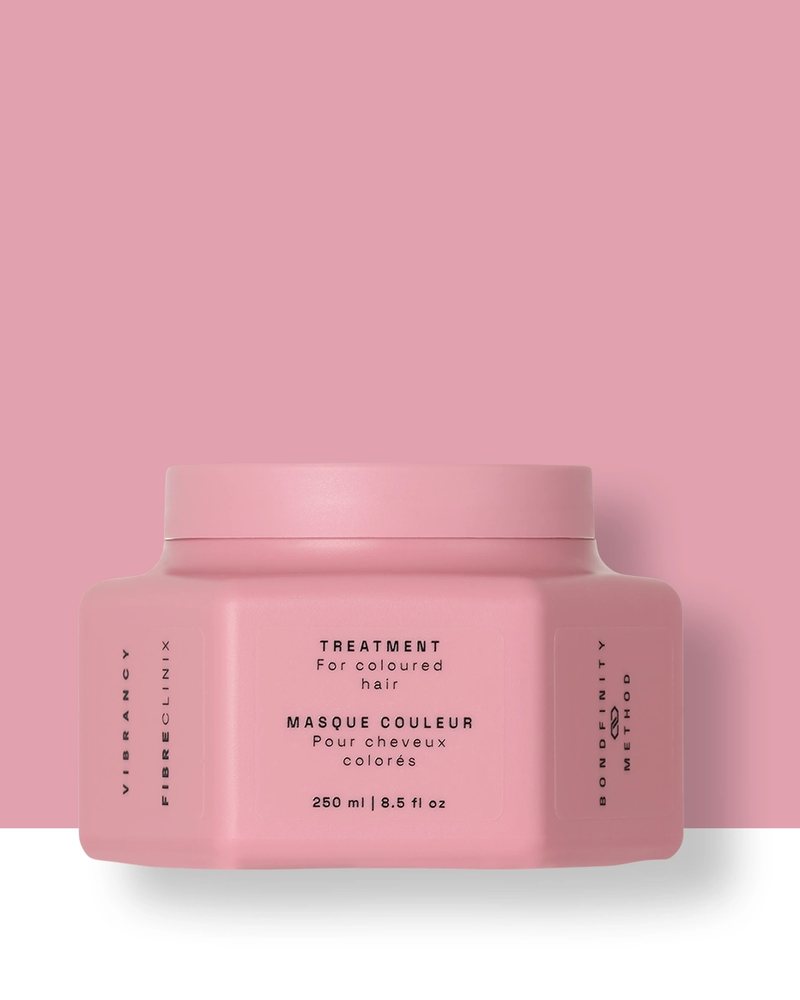 VIBRANCY
FIBRECLINIX
TREATMENT
For coloured
hair
MASQUE COULEUR
Pour cheveux
colorés
250 ml | 8.5 fl oz
BONDFINITY
METHOD